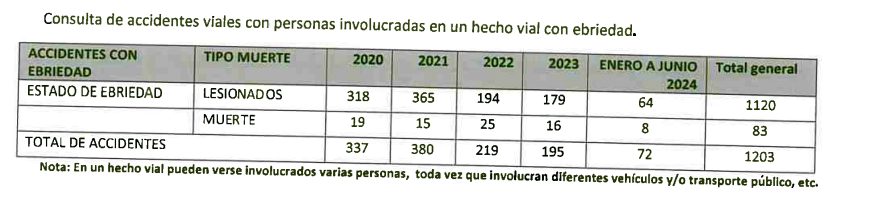 Consulta de accidentes viales con personas involucradas en un hecho vial con ebriedad.
ACCIDENTES CON EBRIEDAD TIPO MUERTE 2020 2021 2022 2023 ENERO A JUNIO 2024 Total general
ESTADO DE EBRIEDAD LESIONADOS 318 365 194 179 64 1120
MUERTE 19 15 25 16 8 83
TOTAL DE ACCIDENTES 337 380 219 195 72 1203
Nota: En un hecho vial pueden verse involucrados varias personas, toda vez que involucran diferentes vehículos y/o transporte público, etc.